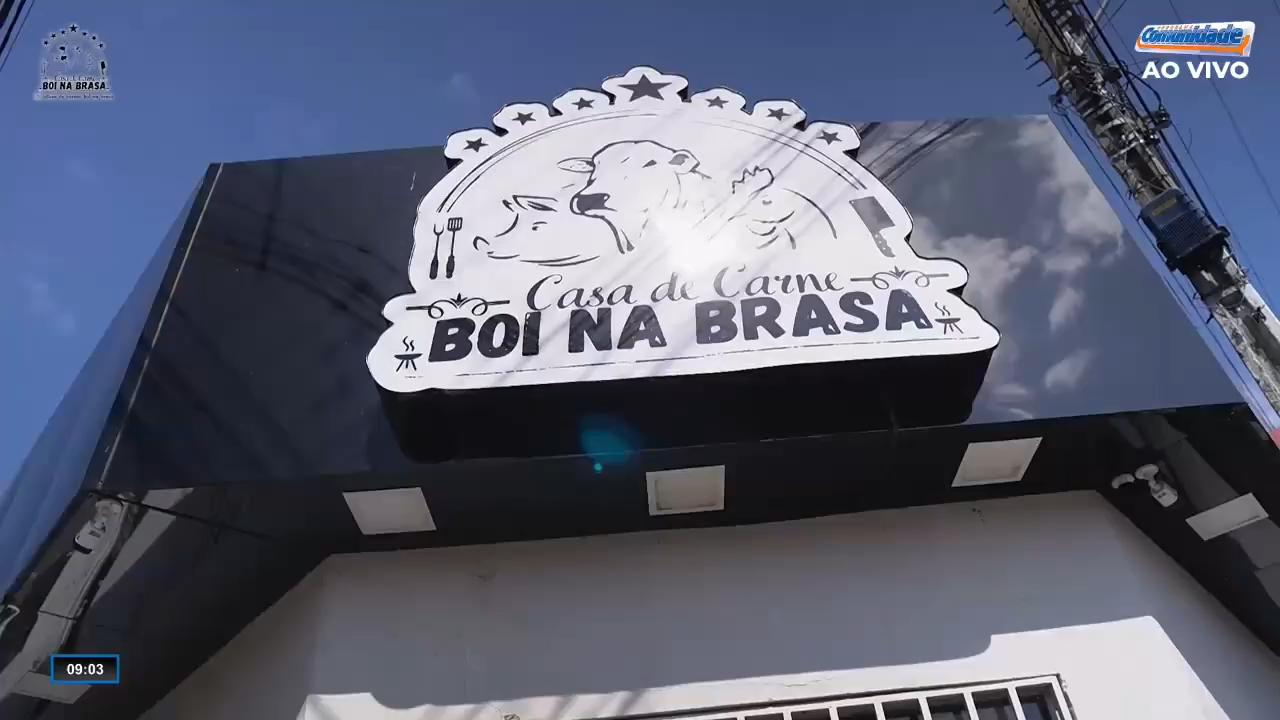 BOI NA BRASA
Comunidade
AO VIVO
Casa de Carne
BOI NA BRASA
09:03